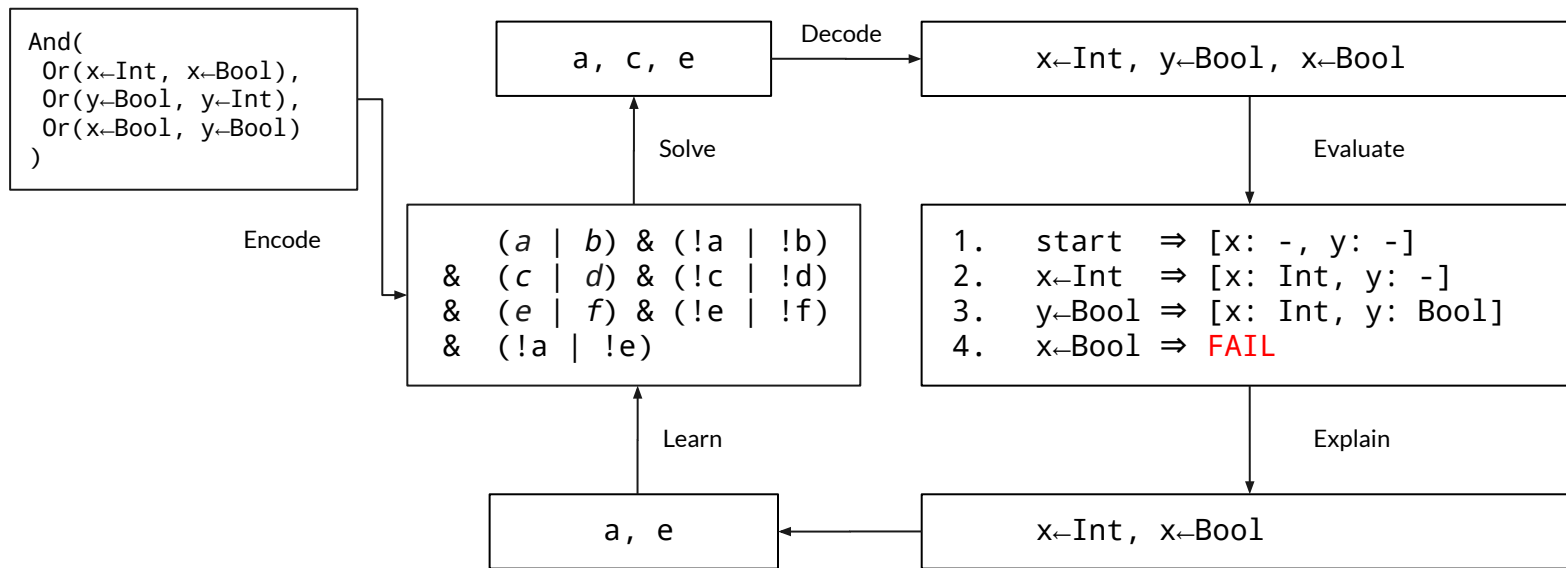 And(
Or(x←Int, x←Bool),
Or(y←Bool, y←Int),
Or(x←Bool, y←Bool)
)
Encode
a, c, e
Decode
x←Int, y←Bool, x←Bool
Solve
Evaluate
(a | b) & (!a | !b)
& (c | d) & (!c | !d)
& (e | f) & (!e | !f)
& (!a | !e)
1. start ⇒ [x: -, y: -]
2. x←Int ⇒ [x: Int, y: -]
3. y←Bool ⇒ [x: Int, y: Bool]
4. x←Bool ⇒ FAIL
Learn
Explain
a, e
x←Int, x←Bool